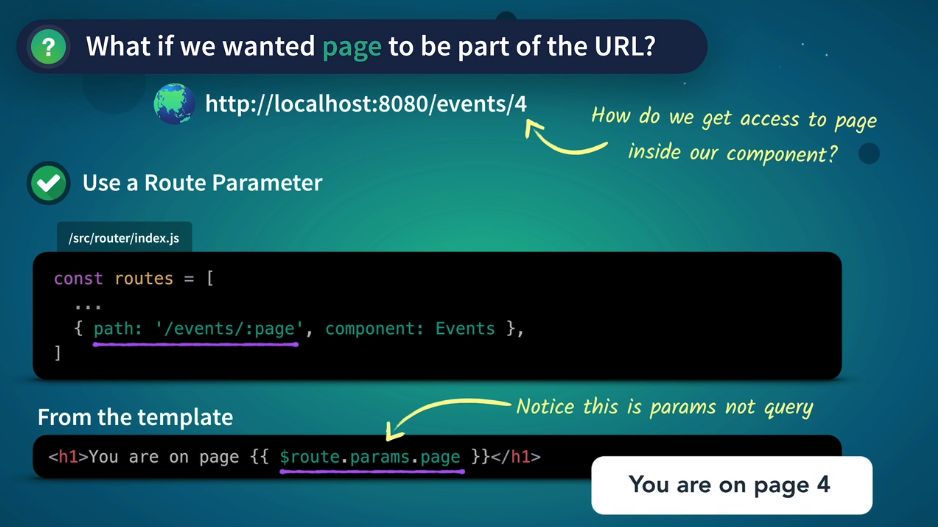 ? What if we wanted page to be part of the URL?
http://localhost:8080/events/4
How do we get access to page
inside our component?
Use a Route Parameter
/src/router/index.js
const routes = [
...
{ path: '/events/:page', component: Events },
]
From the template
Notice this is params not query
<h1>You are on page {{ $route.params.page }}</h1>
You are on page 4